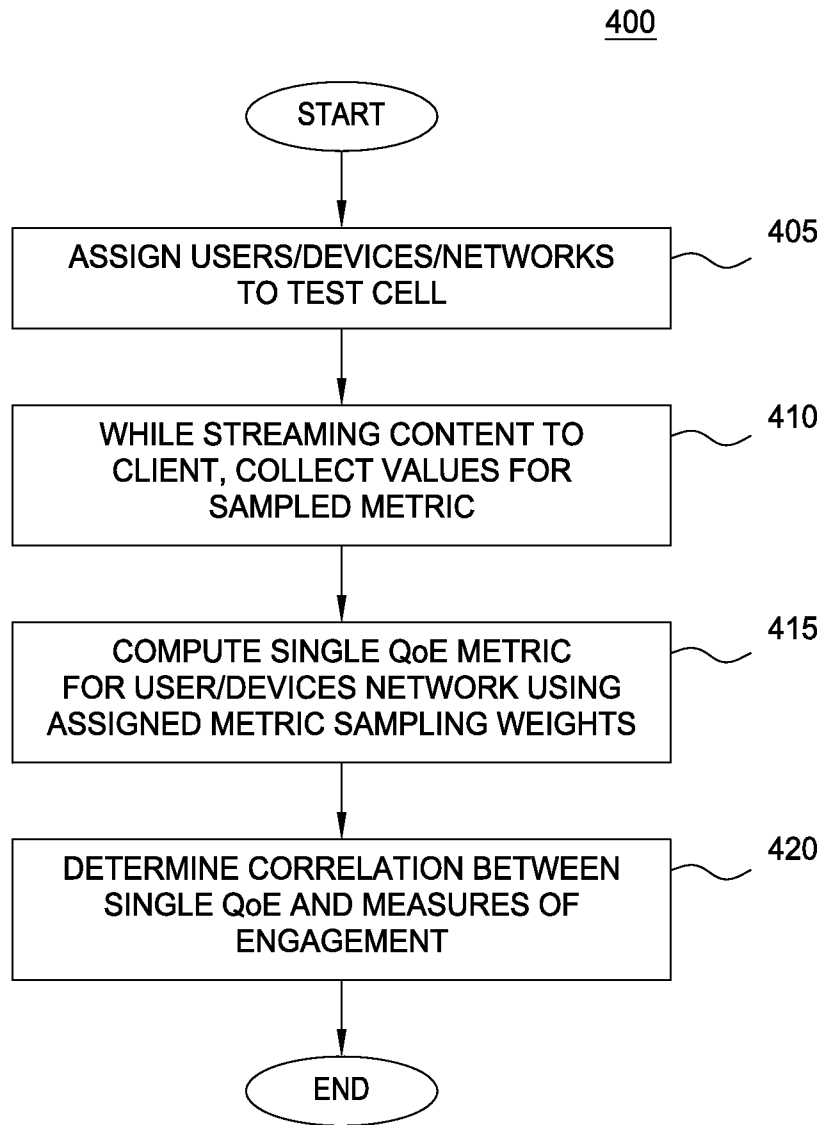 400
START
ASSIGN USERS/DEVICES/NETWORKS
TO TEST CELL
405
WHILE STREAMING CONTENT TO
CLIENT, COLLECT VALUES FOR
SAMPLED METRIC
410
COMPUTE SINGLE QoE METRIC
FOR USER/DEVICES NETWORK USING
ASSIGNED METRIC SAMPLING WEIGHTS
415
DETERMINE CORRELATION BETWEEN
SINGLE QoE AND MEASURES OF
ENGAGEMENT
420
END